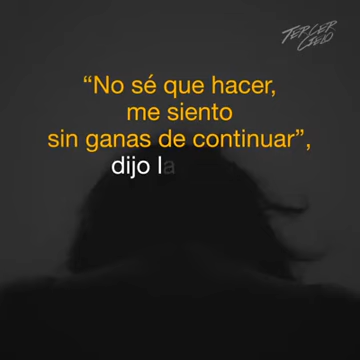 TERCER
CIELO
“No sé que hacer,
me siento
sin ganas de continuar”,
dijo la